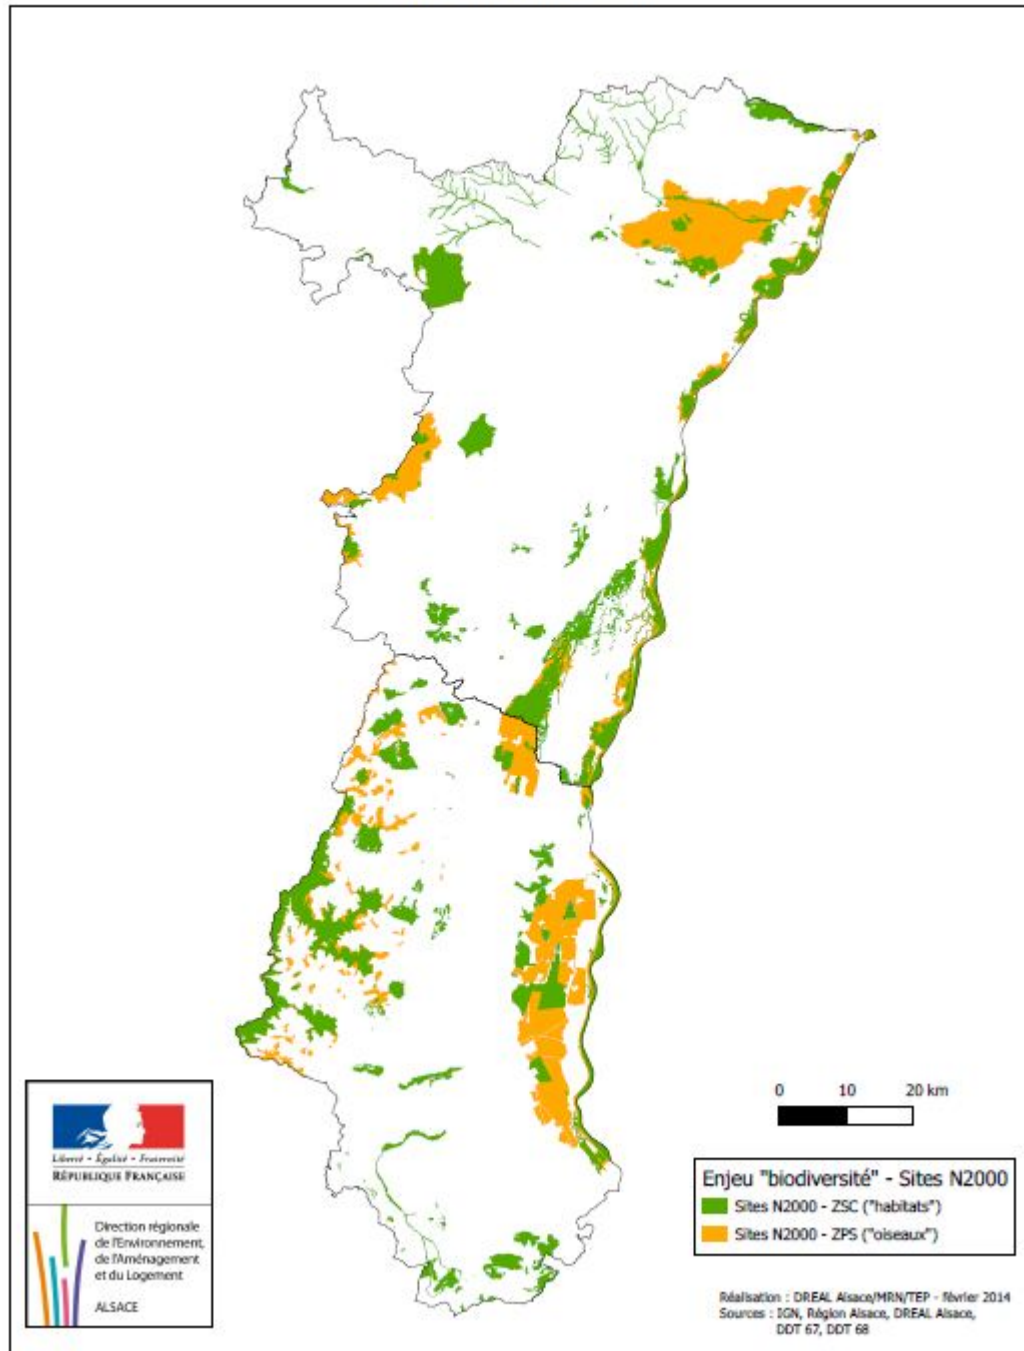 Liberté • Égalité • Fraternité
RÉPUBLIQUE FRANÇAISE
Direction régionale
de l'Environnement,
de l'Aménagement
et du Logement
ALSACE
0 10 20 km
Enjeu "biodiversité" - Sites N2000
Sites N2000 - ZSC ("habitats")
Sites N2000 - ZPS ("oiseaux")
Réalisation : DREAL Alsace/MRN/TEP - février 2014
Sources : IGN, Région Alsace, DREAL Alsace,
DDT 67, DDT 68